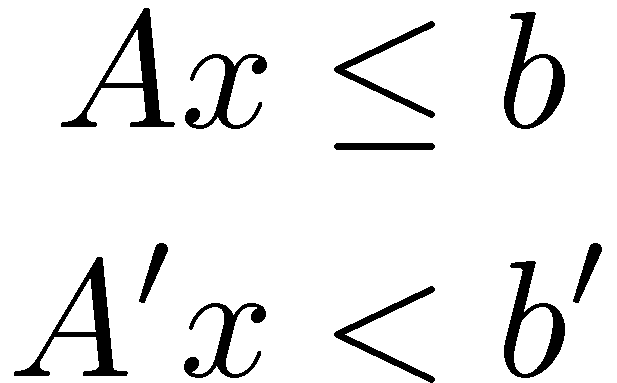 Ax ≤ b
A′x < b′